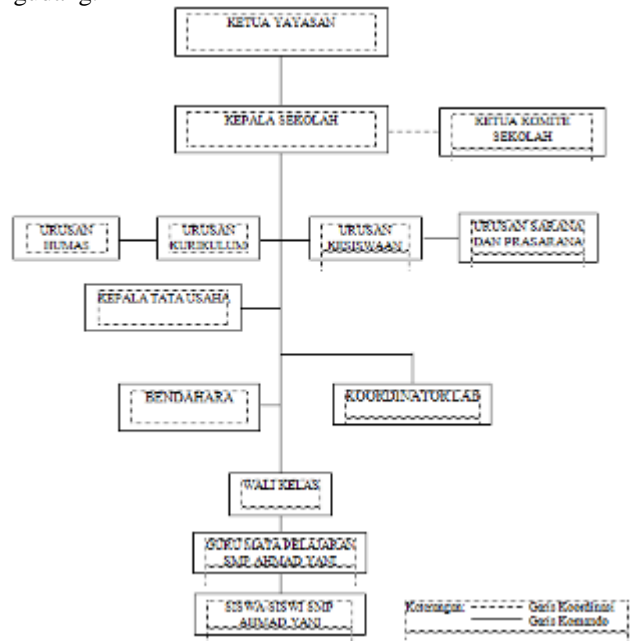 KETUA YAYASAN
KEPALA SEKOLAH
KETUA KOMITE
SEKOLAH
URUSAN
HUMAS
URUSAN
KURIKULUM
URUSAN
KESISWAAN
URUSAN SARANA
DAN PRASARANA
KEPALA TATA USAHA
BENDAHARA
KOORDINATOR LAB
WALI KELAS
GURU MATA PELAJARAN
SMP AHMAD YANI
SISWA-SISWI SMP
AHMAD YANI
Keterangan: Garis Koordinasi
Garis Komando